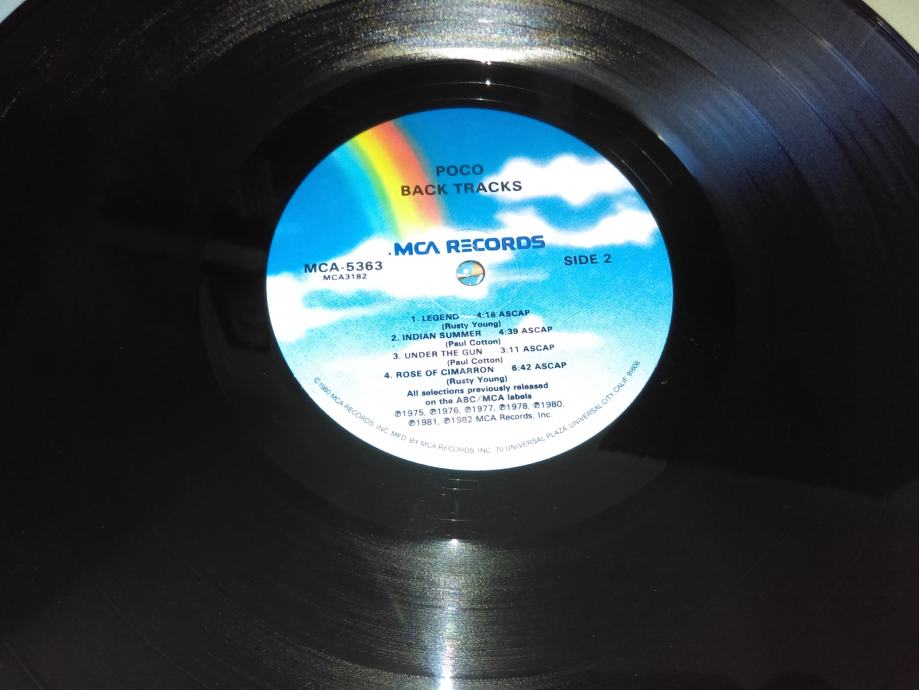 POCO
BACK TRACKS
MCA RECORDS
MCA-5363
MCA3182
SIDE 2
1. LEGEND 4:16 ASCAP
(Rusty Young)
2. INDIAN SUMMER 4:39 ASCAP
(Paul Cotton)
3. UNDER THE GUN 3:11 ASCAP
(Paul Cotton)
4. ROSE OF CIMARRON 6:42 ASCAP
(Rusty Young)
All selections previously released
on the ABC/MCA labels
℗1975, ℗1976, ℗1977, ℗1978, ℗1980,
℗1981, ℗1982 MCA Records, Inc.
©1980 MCA RECORDS, INC. MFD. BY MCA RECORDS, INC., 70 UNIVERSAL PLAZA, UNIVERSAL CITY, CALIF. 91608